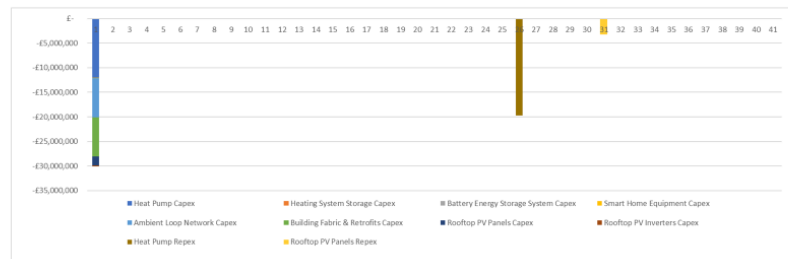 £-
1 2 3 4 5 6 7 8 9 10 11 12 13 14 15 16 17 18 19 20 21 22 23 24 25 26 27 28 29 30 31 32 33 34 35 36 37 38 39 40 41
-£5,000,000
-£10,000,000
-£15,000,000
-£20,000,000
-£25,000,000
-£30,000,000
-£35,000,000
Heat Pump Capex Heating System Storage Capex Battery Energy Storage System Capex Smart Home Equipment Capex
Ambient Loop Network Capex Building Fabric & Retrofits Capex Rooftop PV Panels Capex Rooftop PV Inverters Capex
Heat Pump Repex Rooftop PV Panels Repex